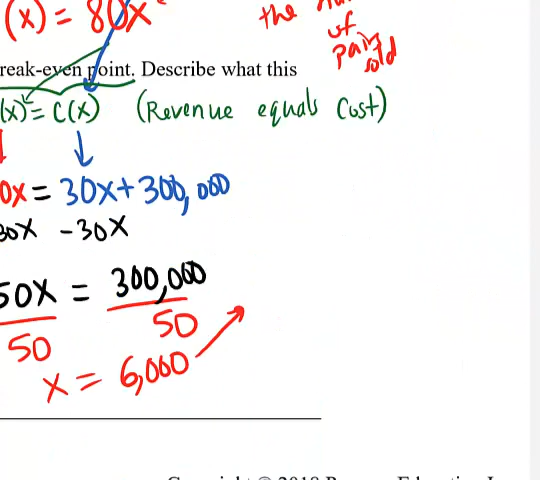 (x) = 80x
the
of
pairs
sold
reak-even point. Describe what this
(x) = C(x) (Revenue equals Cost)
0x = 30x + 300,000
30x - 30x
50x = 300,000
50 50
x = 6,000